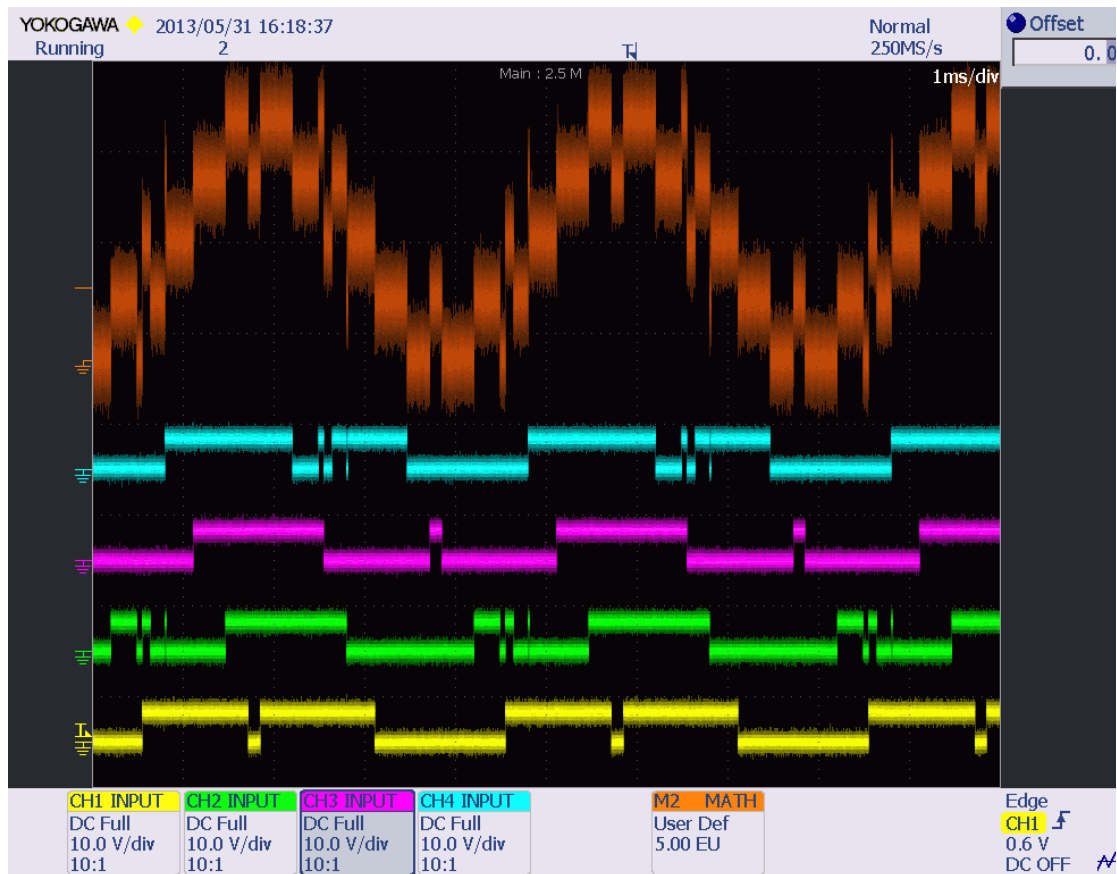 YOKOGAWA 2013/05/31 16:18:37 Normal Offset
Running 2 T 250MS/s 0.0
Main : 2.5 M 1ms/div
T
CH1 INPUT CH2 INPUT CH3 INPUT CH4 INPUT M2 MATH Edge
DC Full DC Full DC Full DC Full User Def CH1
10.0 V/div 10.0 V/div 10.0 V/div 10.0 V/div 5.00 EU 0.6 V
10:1 10:1 10:1 10:1 DC OFF